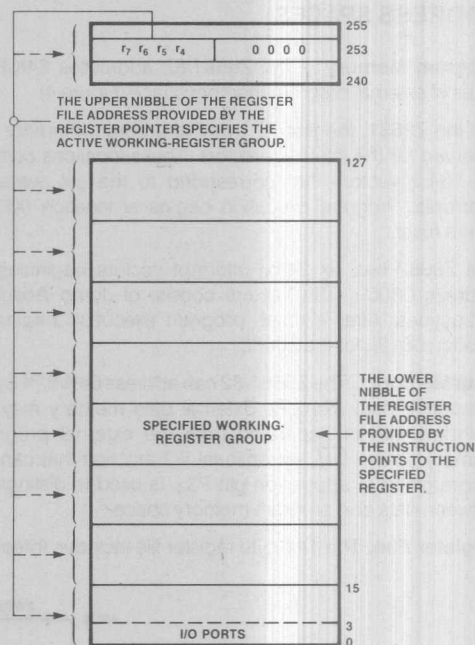 255
r7 r6 r5 r4 0 0 0 0 253
240
THE UPPER NIBBLE OF THE REGISTER
FILE ADDRESS PROVIDED BY THE
REGISTER POINTER SPECIFIES THE
ACTIVE WORKING-REGISTER GROUP.
127
SPECIFIED WORKING-
REGISTER GROUP
THE LOWER
NIBBLE OF
THE REGISTER
FILE ADDRESS
PROVIDED BY
THE INSTRUCTION
POINTS TO THE
SPECIFIED
REGISTER.
15
3
I/O PORTS
0